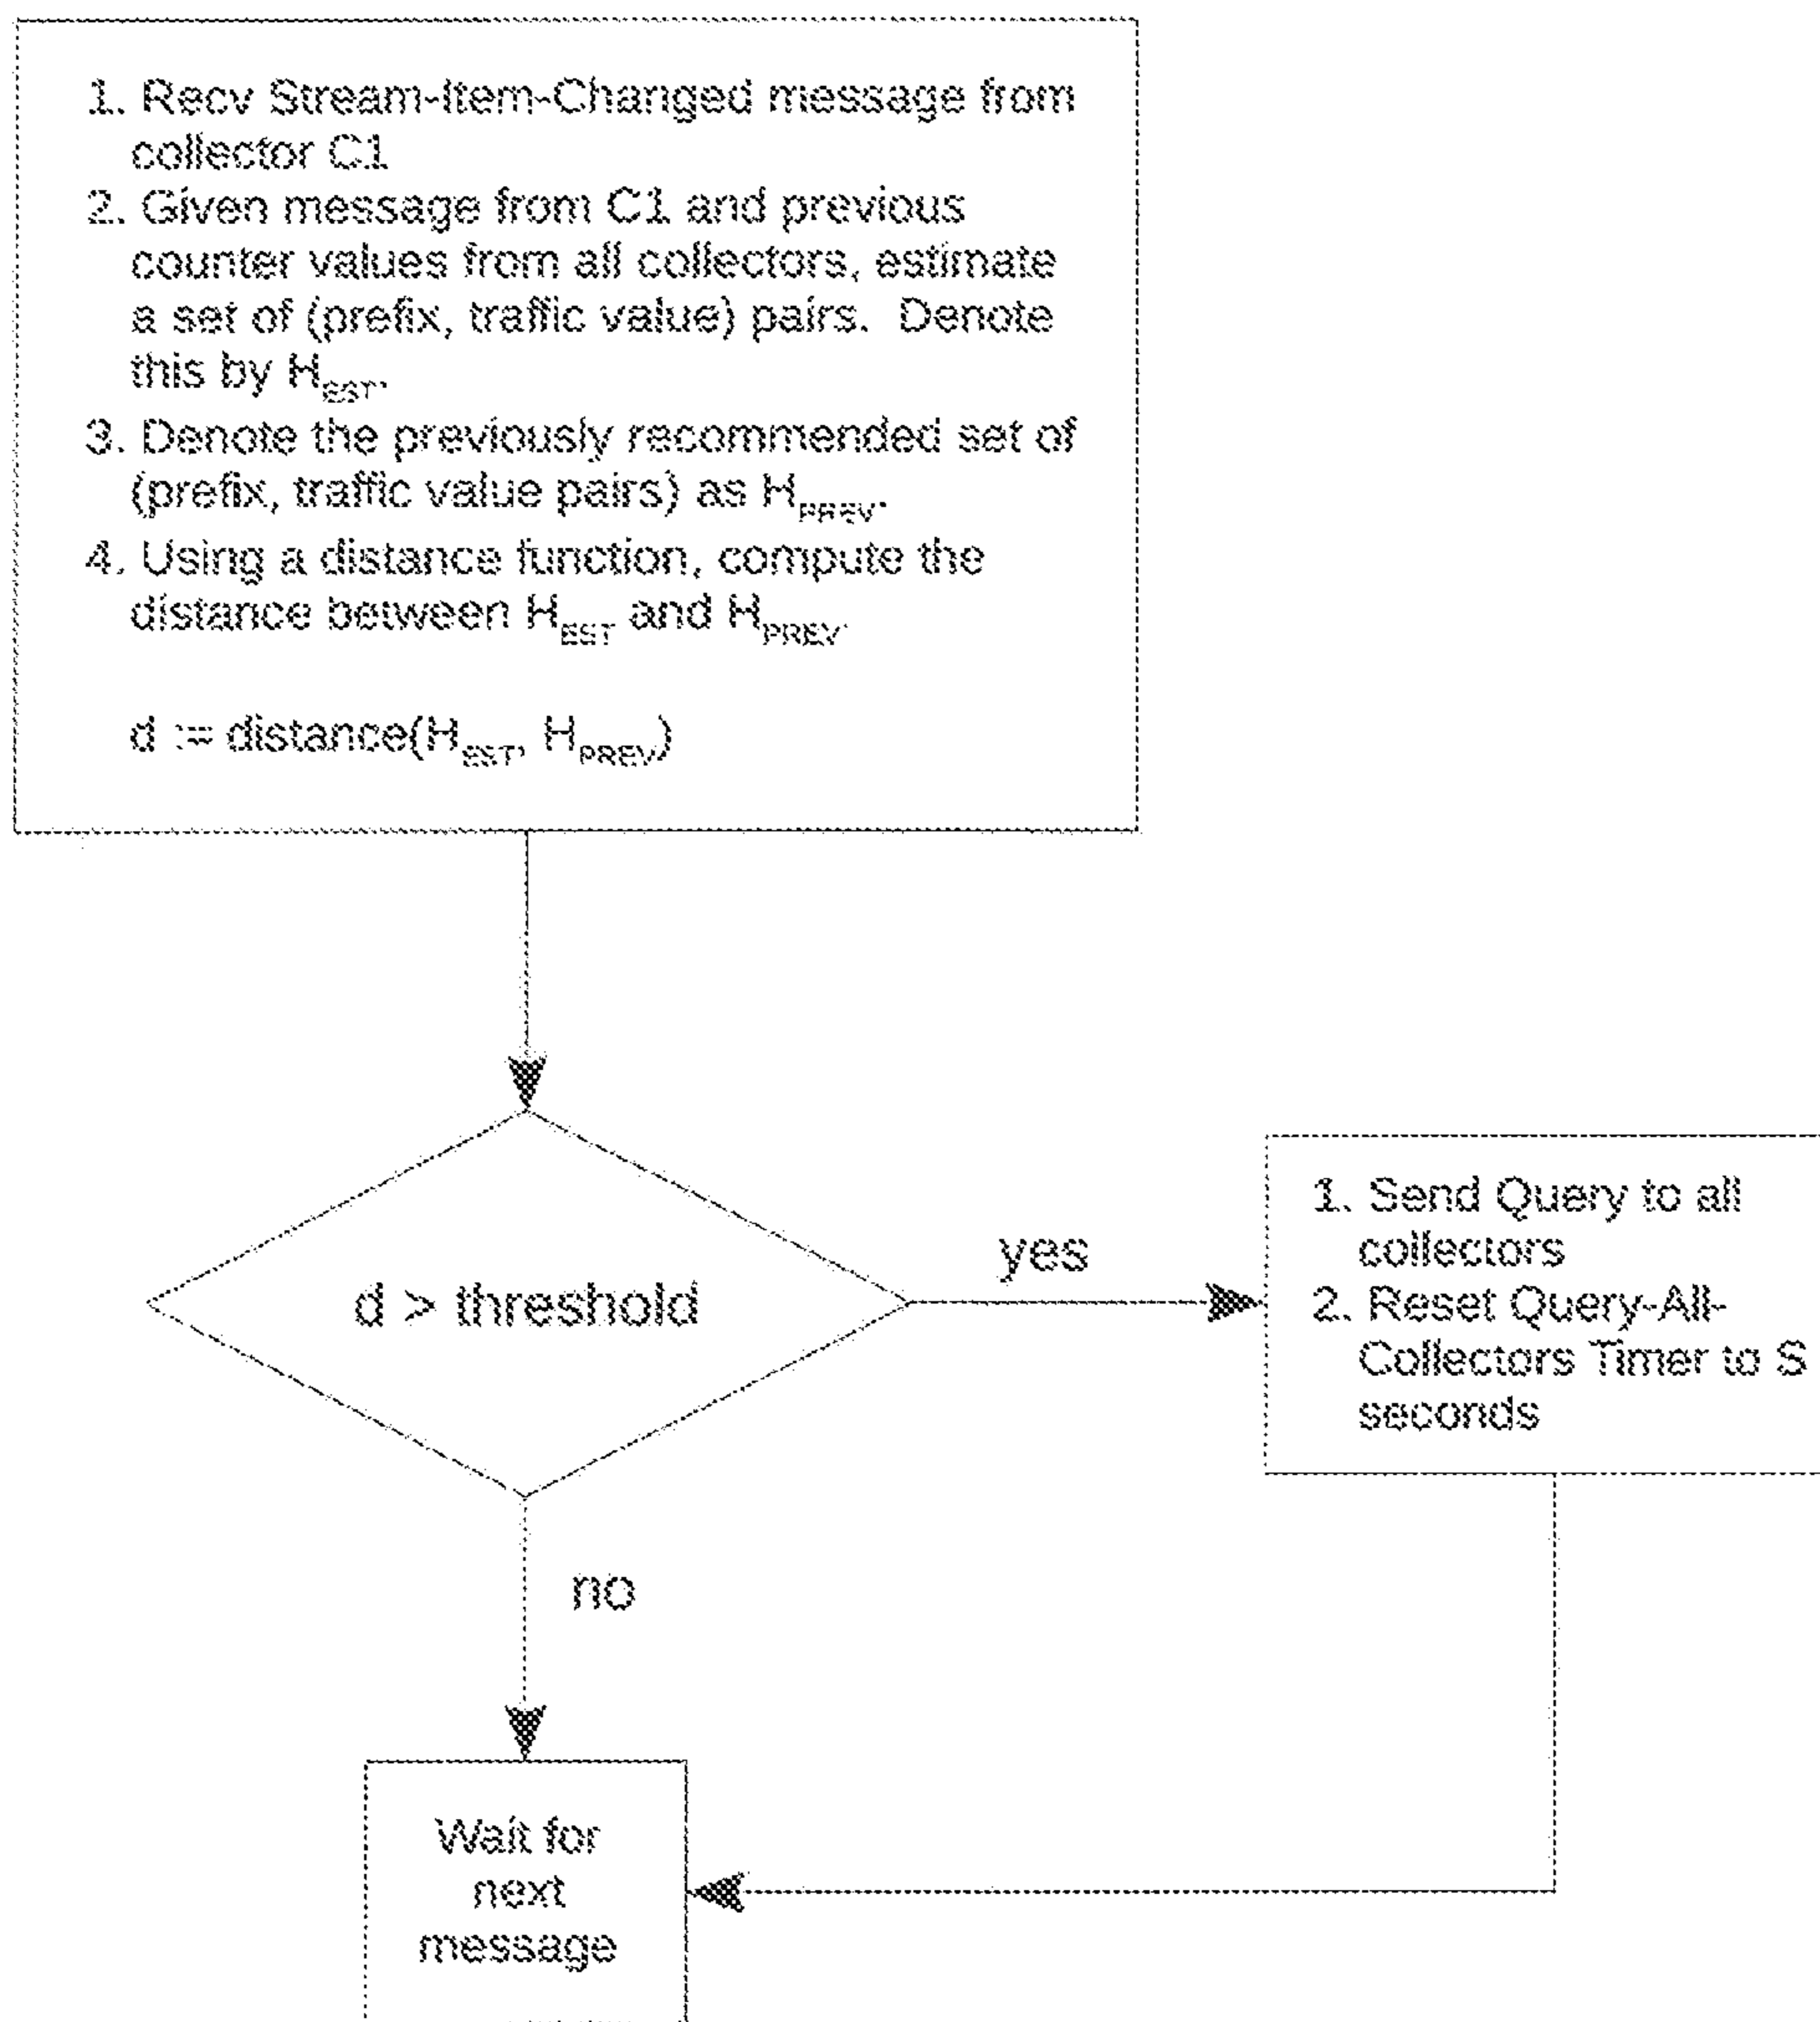 1. Recv Stream-Item-Changed message from
collector C1
2. Given message from C1 and previous
counter values from all collectors, estimate
a set of (prefix, traffic value) pairs. Denote
this by H_EST.
3. Denote the previously recommended set of
(prefix, traffic value pairs) as H_PREV.
4. Using a distance function, compute the
distance between H_EST and H_PREV.
d := distance(H_EST, H_PREV)
d > threshold
yes
1. Send Query to all
collectors
2. Reset Query-All-
Collectors Timer to S
seconds
no
Wait for
next
message